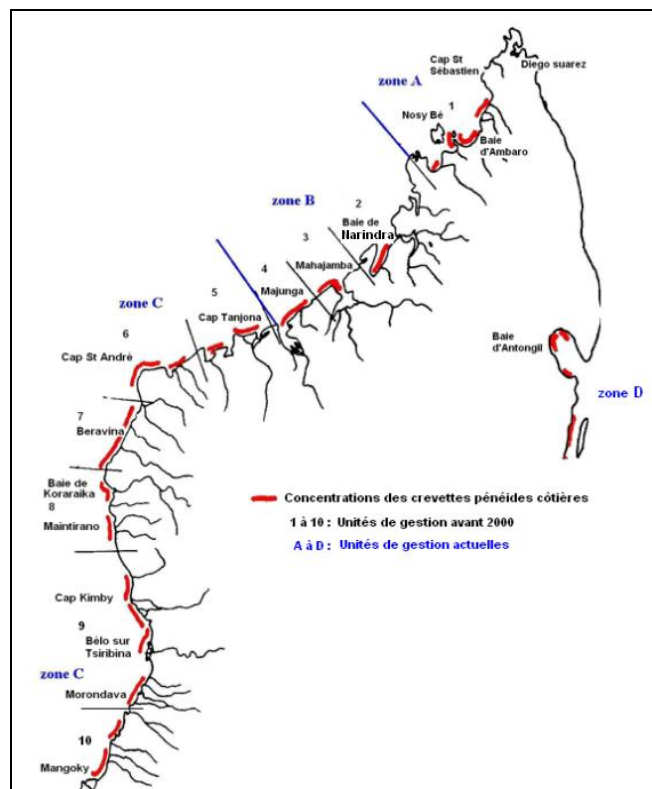 Cap St
Sébastien
Diego suarez
zone A
1
Nosy Bé
Baie
d'Ambaro
zone B
2
Baie de
Narindra
3
Mahajamba
4
Majunga
zone C
5
Cap Tanjona
6
Cap St André
Baie
d'Antongil
zone D
7
Beravina
Baie de
Koraraika
8
Maintirano
Concentrations des crevettes pénéides côtières
1 à 10 : Unités de gestion avant 2000
A à D : Unités de gestion actuelles
Cap Kimby
9
Bélo sur
Tsiribina
zone C
Morondava
10
Mangoky